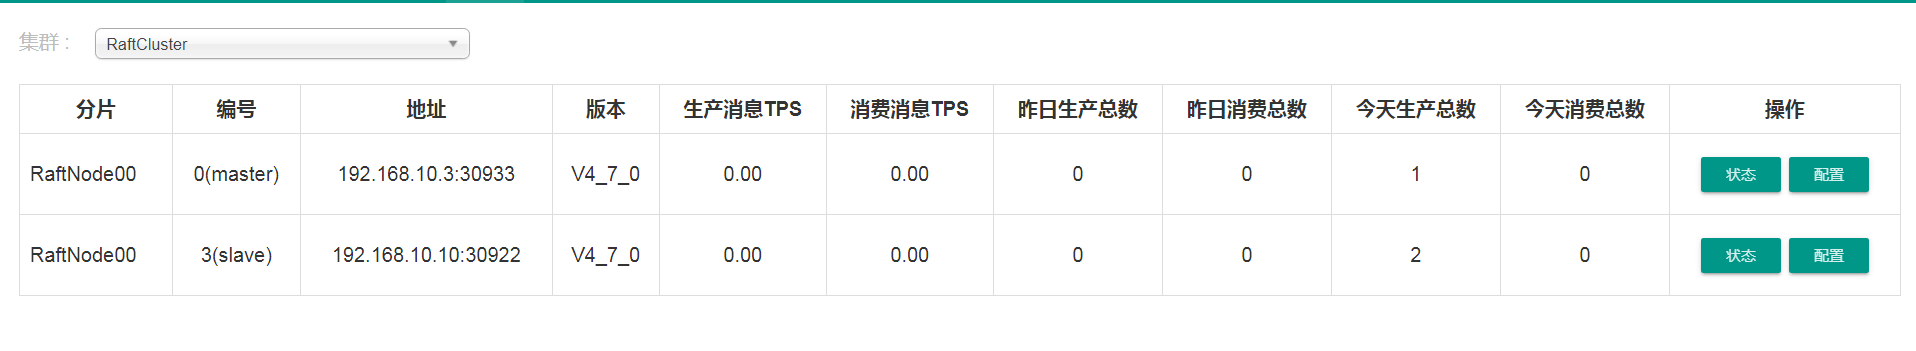 集群 :
RaftCluster
分片 编号 地址 版本 生产消息TPS 消费消息TPS 昨日生产总数 昨日消费总数 今天生产总数 今天消费总数 操作
RaftNode00 0(master) 192.168.10.3:30933 V4_7_0 0.00 0.00 0 0 1 0 状态 配置
RaftNode00 3(slave) 192.168.10.10:30922 V4_7_0 0.00 0.00 0 0 2 0 状态 配置